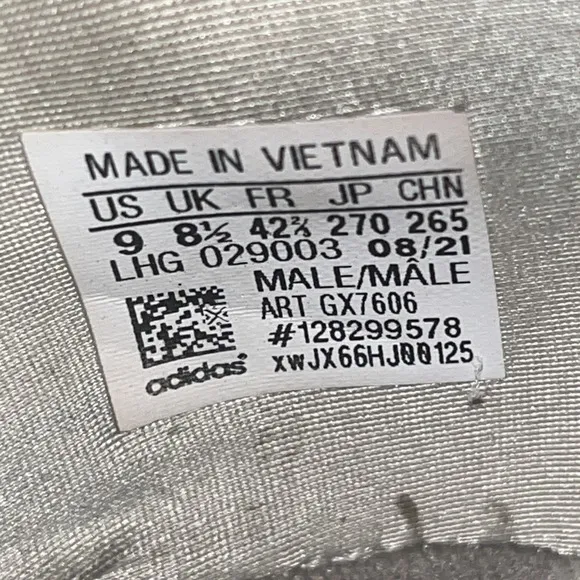 MADE IN VIETNAM
US UK FR JP CHN
9 8½ 42⅔ 270 265
LHG 029003 08/21
MALE/MÂLE
ART GX7606
#128299578
xwJX66HJ00125
adidas